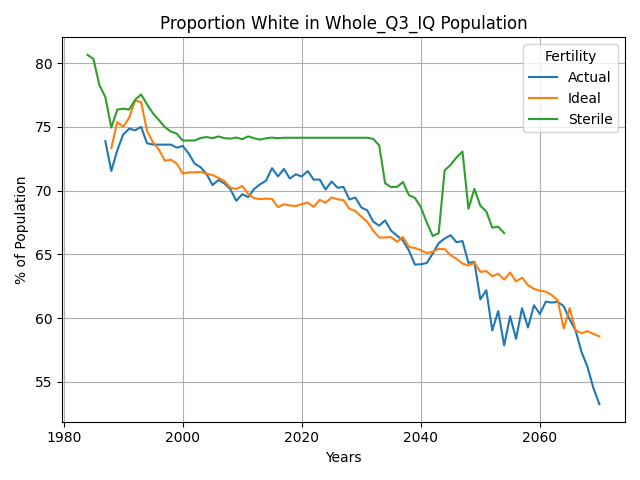 Proportion White in Whole_Q3_IQ Population
% of Population
80
75
70
65
60
55
1980
2000
2020
2040
2060
Years
Fertility
Actual
Ideal
Sterile